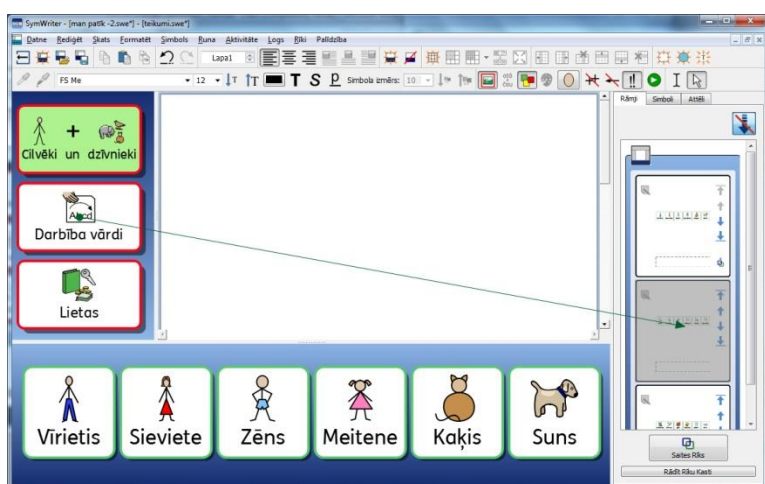 SymWriter - [man patīk -2.swe*] - [teikumi.swe*]
Datne Rediģēt Skats Formatēt Simbols Runa Aktivitāte Logs Rīki Palīdzība
Lapa1
FS Me 12 T T T S P Simbola izmērs: 10
Rāmji Simboli Attēli
+
Cilvēki un dzīvnieki
Abcd
Darbība vārdi
Lietas
Vīrietis Sieviete Zēns Meitene Kaķis Suns
Saites Rīks
Rādīt Rīku Kasti